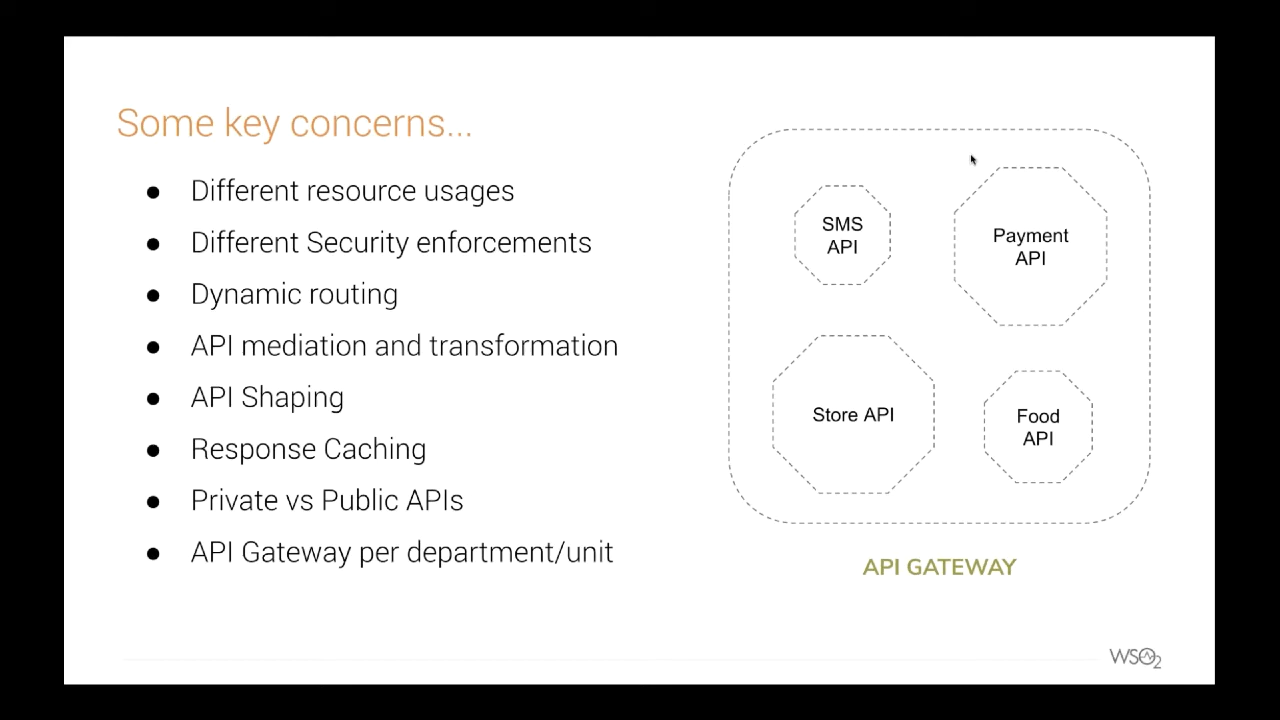 Some key concerns...
● Different resource usages
● Different Security enforcements
● Dynamic routing
● API mediation and transformation
● API Shaping
● Response Caching
● Private vs Public APIs
● API Gateway per department/unit
SMS
API
Payment
API
Store API
Food
API
API GATEWAY
WSO2